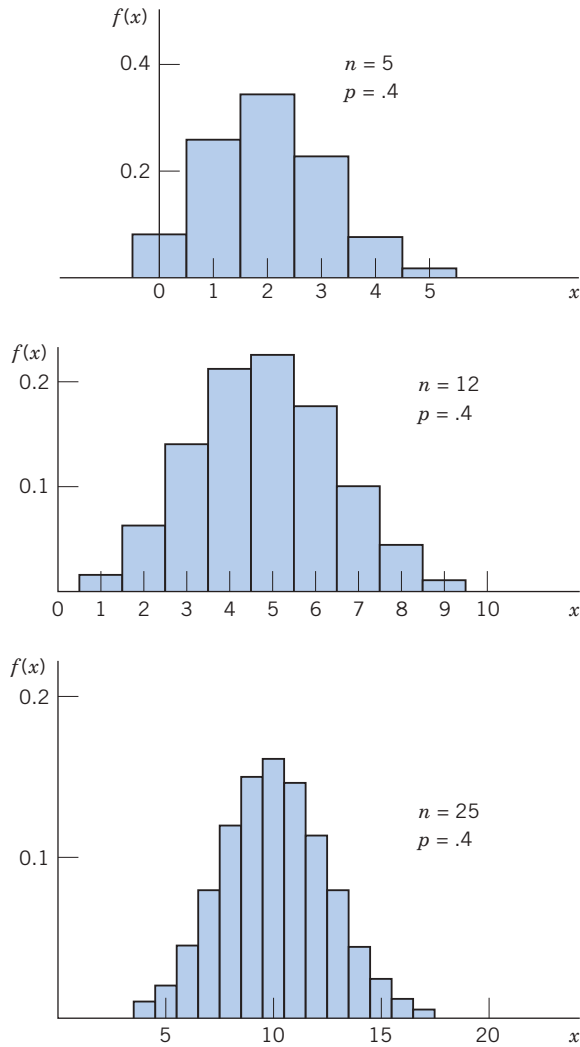 f(x)
0.4
n = 5
p = .4
0.2
0 1 2 3 4 5 x
f(x)
0.2
n = 12
p = .4
0.1
0 1 2 3 4 5 6 7 8 9 10 x
f(x)
0.2
n = 25
p = .4
0.1
5 10 15 20 x